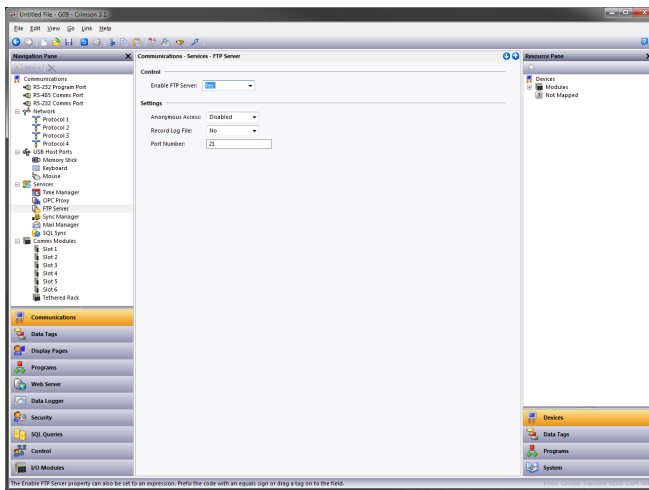 Untitled File - G09 - Crimson 3.1
File Edit View Go Link Help
Navigation Pane
Communications
RS-232 Program Port
RS-485 Comms Port
RS-232 Comms Port
Network
Protocol 1
Protocol 2
Protocol 3
Protocol 4
USB Host Ports
Memory Stick
Keyboard
Mouse
Services
Time Manager
OPC Proxy
FTP Server
Sync Manager
Mail Manager
SQL Sync
Comms Modules
Slot 1
Slot 2
Slot 3
Slot 4
Slot 5
Slot 6
Tethered Rack
Communications
Data Tags
Display Pages
Programs
Web Server
Data Logger
Security
SQL Queries
Control
I/O Modules
Communications - Services - FTP Server
Control
Enable FTP Server: Yes
Settings
Anonymous Access: Disabled
Record Log File: No
Port Number: 21
Resource Pane
Devices
Modules
Not Mapped
Devices
Data Tags
Programs
System
The Enable FTP Server property can also be set to an expression. Prefix the code with an equals sign or drag a tag on to the field.